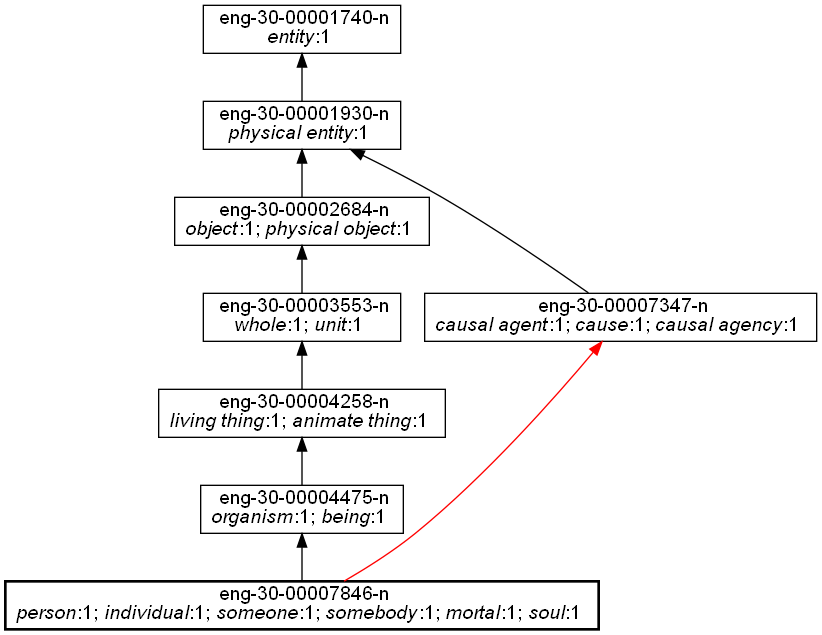 eng-30-00001740-n
entity:1
eng-30-00001930-n
physical entity:1
eng-30-00002684-n
object:1; physical object:1
eng-30-00003553-n
whole:1; unit:1
eng-30-00007347-n
causal agent:1; cause:1; causal agency:1
eng-30-00004258-n
living thing:1; animate thing:1
eng-30-00004475-n
organism:1; being:1
eng-30-00007846-n
person:1; individual:1; someone:1; somebody:1; mortal:1; soul:1